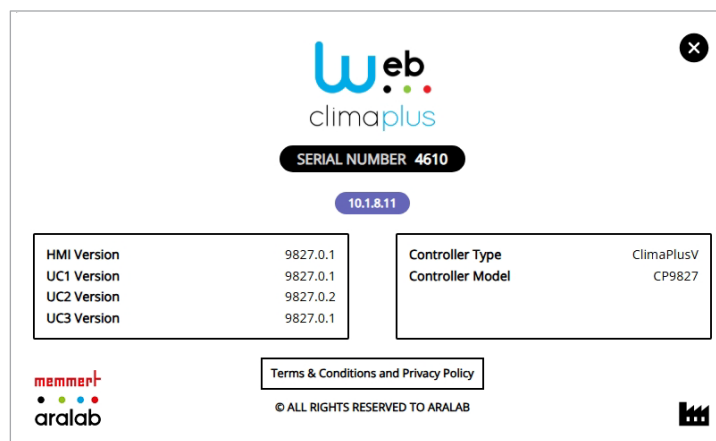 Web
climaplus
SERIAL NUMBER 4610
10.1.8.11
HMI Version 9827.0.1
UC1 Version 9827.0.1
UC2 Version 9827.0.2
UC3 Version 9827.0.1
Controller Type ClimaPlusV
Controller Model CP9827
Terms & Conditions and Privacy Policy
© ALL RIGHTS RESERVED TO ARALAB
memmert
aralab